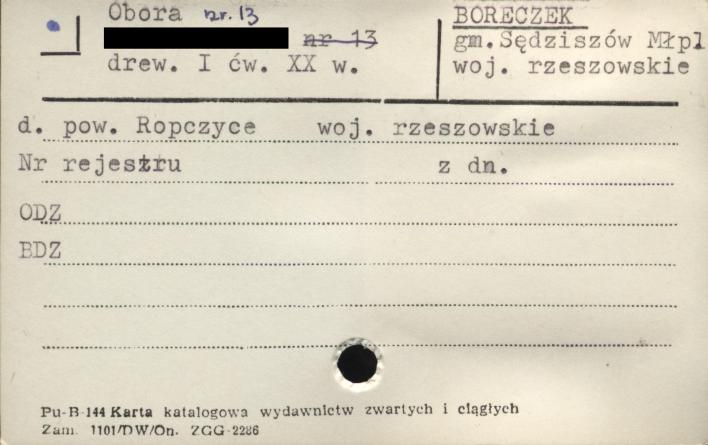 Obora nr. 13
BORECZEK
nr 13
gm. Sędziszów Młpl
drew. I ćw. XX w.
woj. rzeszowskie
d. pow. Ropczyce woj. rzeszowskie
Nr rejestru z dn.
ODZ
BDZ
Pu-B-144 Karta katalogowa wydawnictw zwartych i ciągłych
Zam. 1101/DW/On. ZGG-2286